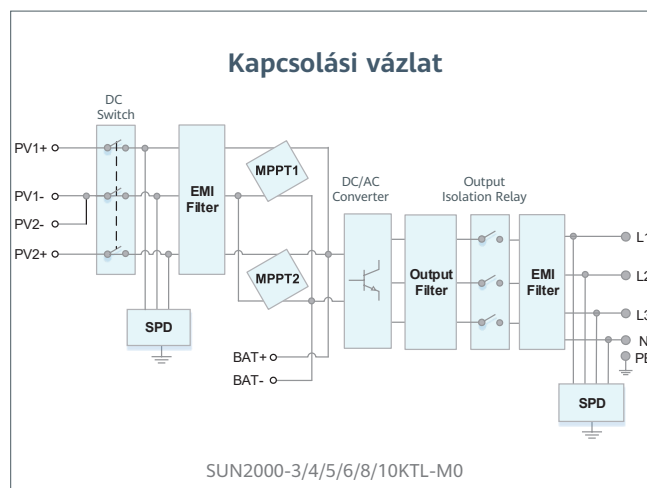 Kapcsolási vázlat
DC
Switch
PV1+
PV1-
PV2-
PV2+
EMI
Filter
MPPT1
MPPT2
SPD
BAT+
BAT-
DC/AC
Converter
Output
Filter
Output
Isolation Relay
EMI
Filter
L1
L2
L3
N
PE
SPD
SUN2000-3/4/5/6/8/10KTL-M0